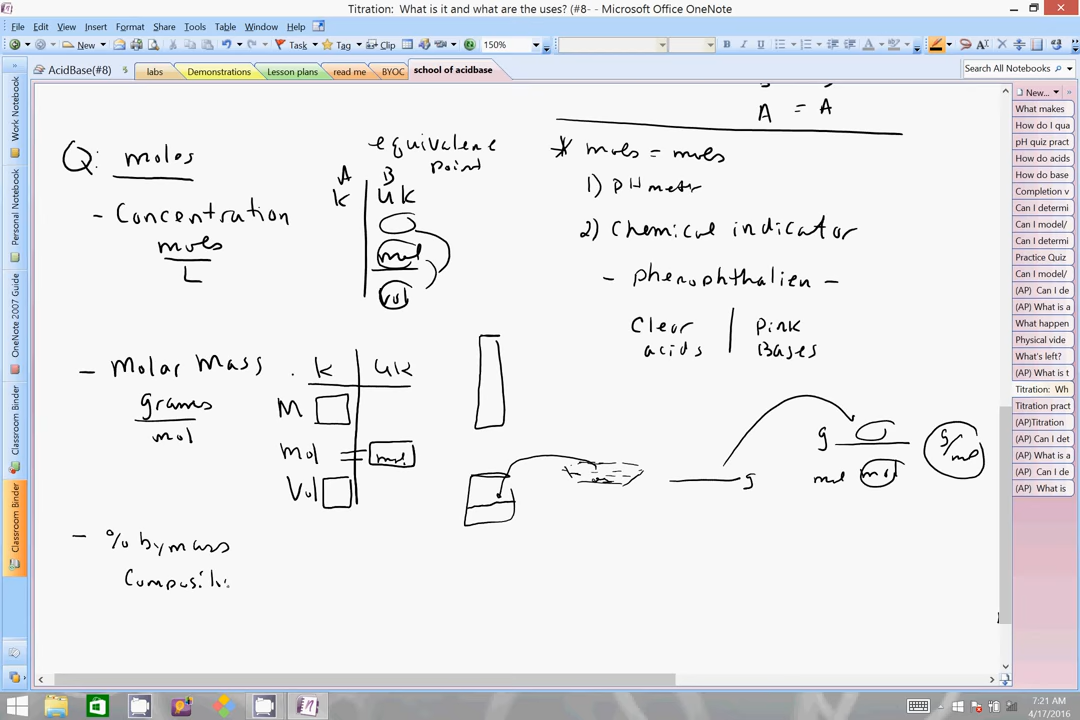 Titration: What is it and what are the uses? (#8- - Microsoft Office OneNote
File Edit View Insert Format Share Tools Table Window Help
New Task Tag Clip 150% B I U
AcidBase(#8) labs Demonstrations Lesson plans read me BYOC school of acidbase
Search All Notebooks
Work Notebook
Personal Notebook
OneNote 2007 Guide
Classroom Binder
Classroom Binder
A = A
Q: moles
equivalence
point
A B
K UK
mol
vol
- Concentration
mols
L
* mols = mols
1) PH metr
2) Chemical indicator
- phenophthalien -
Clear | Pink
acids | Bases
- Molar Mass
grams
mol
K UK
M
mol = mol
Vol
g
g
mol mol
g/mol
- % by mass
Composi
New...
What makes
How do I qua
pH quiz pract
How do acids
How do base
Completion v
Can I determi
Can I model/
Can I determi
Practice Quiz
Can I model/
(AP) Can I de
(AP) What is a
What happen
Physical vide
What's left?
(AP) What is t
Titration: Wh
Titration pract
(AP)Titration
(AP) Can I det
(AP) What is a
(AP) Can I de
(AP) What is
7:21 AM
4/17/2016